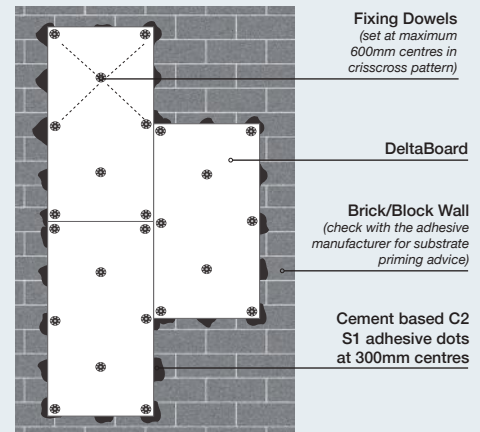 Fixing Dowels
(set at maximum
600mm centres in
crisscross pattern)
DeltaBoard
Brick/Block Wall
(check with the adhesive
manufacturer for substrate
priming advice)
Cement based C2
S1 adhesive dots
at 300mm centres